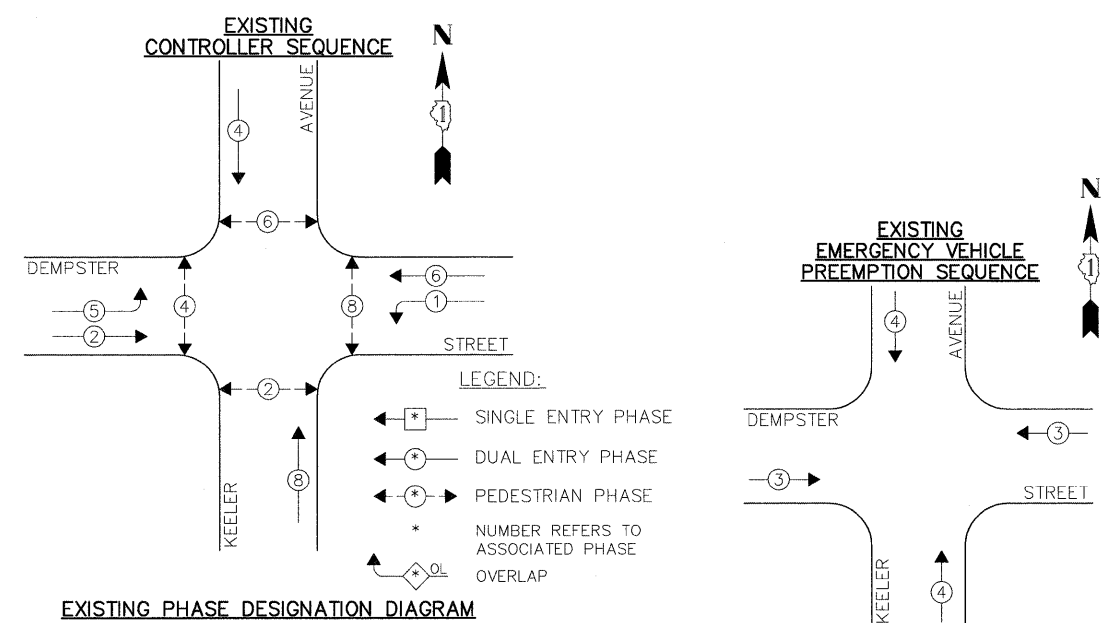 EXISTING
CONTROLLER SEQUENCE
N
1
AVENUE
4
6
DEMPSTER
6
5
4
8
1
2
STREET
2
LEGEND:
* SINGLE ENTRY PHASE
* DUAL ENTRY PHASE
* PEDESTRIAN PHASE
* NUMBER REFERS TO
ASSOCIATED PHASE
* OL OVERLAP
8
KEELER
EXISTING PHASE DESIGNATION DIAGRAM
N
1
EXISTING
EMERGENCY VEHICLE
PREEMPTION SEQUENCE
4
AVENUE
DEMPSTER
3
3
STREET
KEELER
4